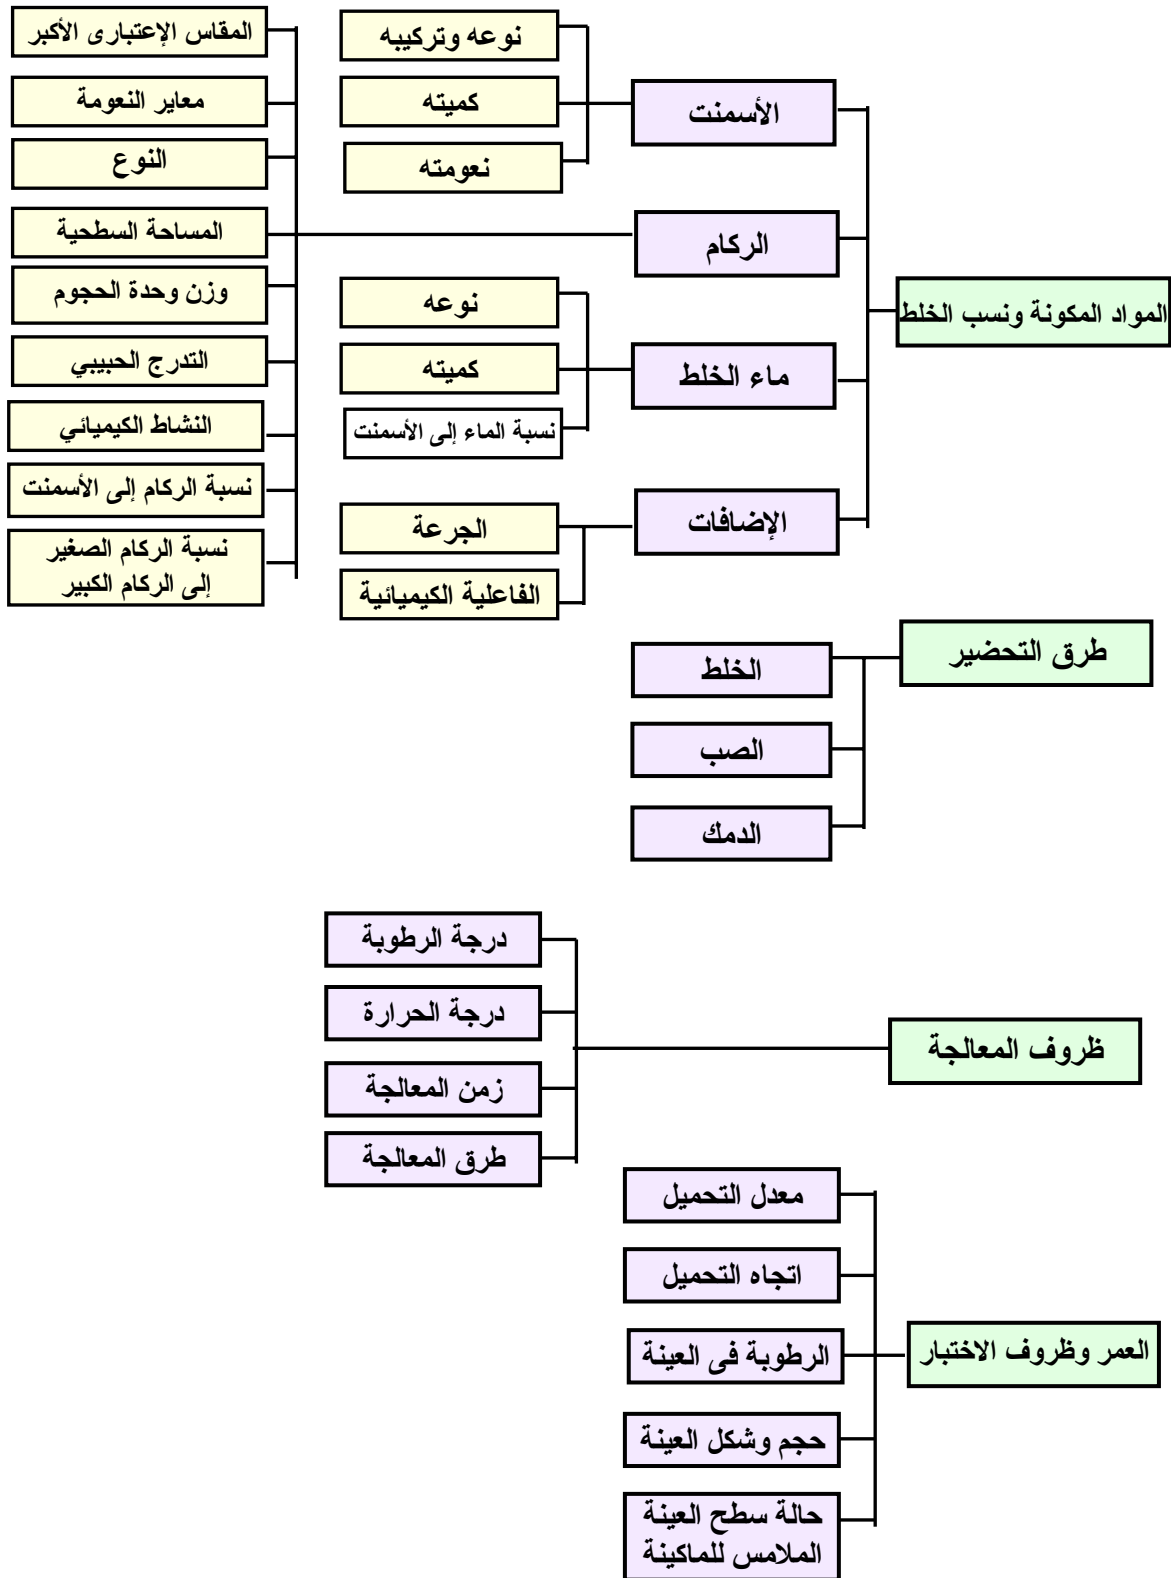 المواد المكونة ونسب الخلط
الأسمنت
نوعه وتركيبه
كميته
نعومته
الركام
المقاس الإعتبارى الأكبر
معاير النعومة
النوع
المساحة السطحية
وزن وحدة الحجوم
التدرج الحبيبي
النشاط الكيميائي
نسبة الركام إلى الأسمنت
نسبة الركام الصغير
إلى الركام الكبير
ماء الخلط
نوعه
كميته
نسبة الماء إلى الأسمنت
الإضافات
الجرعة
الفاعلية الكيميائية
طرق التحضير
الخلط
الصب
الدمك
ظروف المعالجة
درجة الرطوبة
درجة الحرارة
زمن المعالجة
طرق المعالجة
العمر وظروف الاختبار
معدل التحميل
اتجاه التحميل
الرطوبة فى العينة
حجم وشكل العينة
حالة سطح العينة
الملامس للماكينة